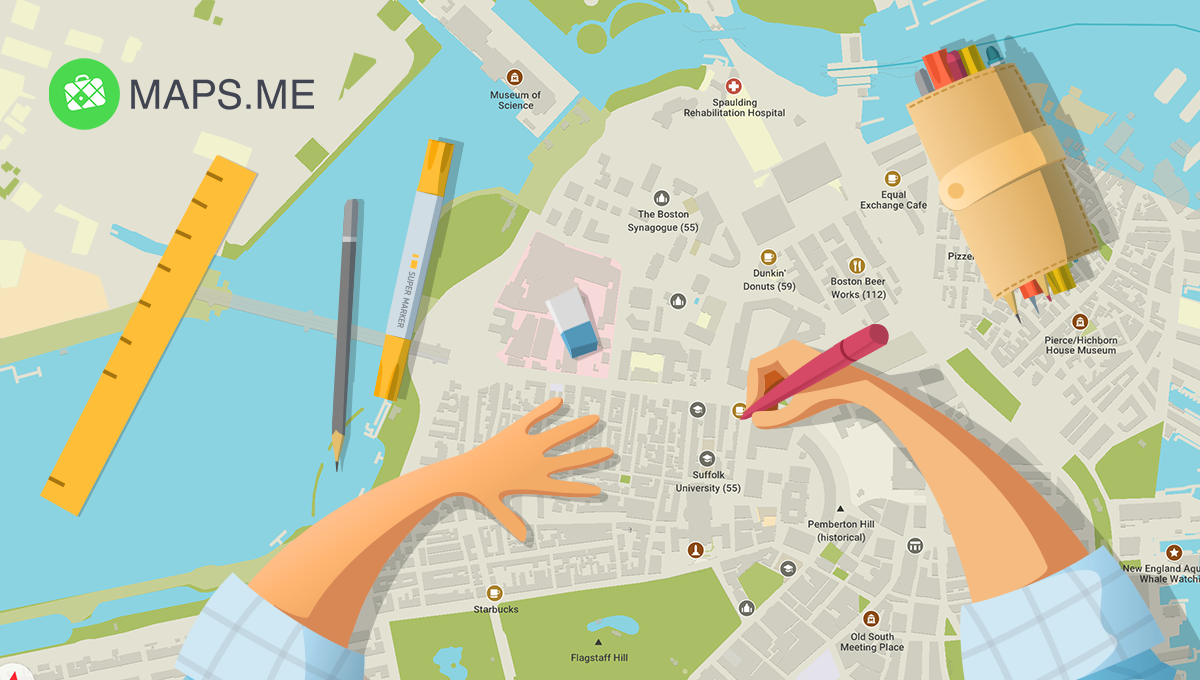 MAPS.ME
Museum of
Science
Spaulding
Rehabilitation Hospital
Equal
Exchange Cafe
The Boston
Synagogue (55)
Dunkin'
Donuts (59)
Boston Beer
Works (112)
SUPER MARKER
Pierce/Hichborn
House Museum
Suffolk
University (55)
Pemberton Hill
(historical)
New England Aqu
Whale Watchi
Starbucks
Old South
Meeting Place
Flagstaff Hill